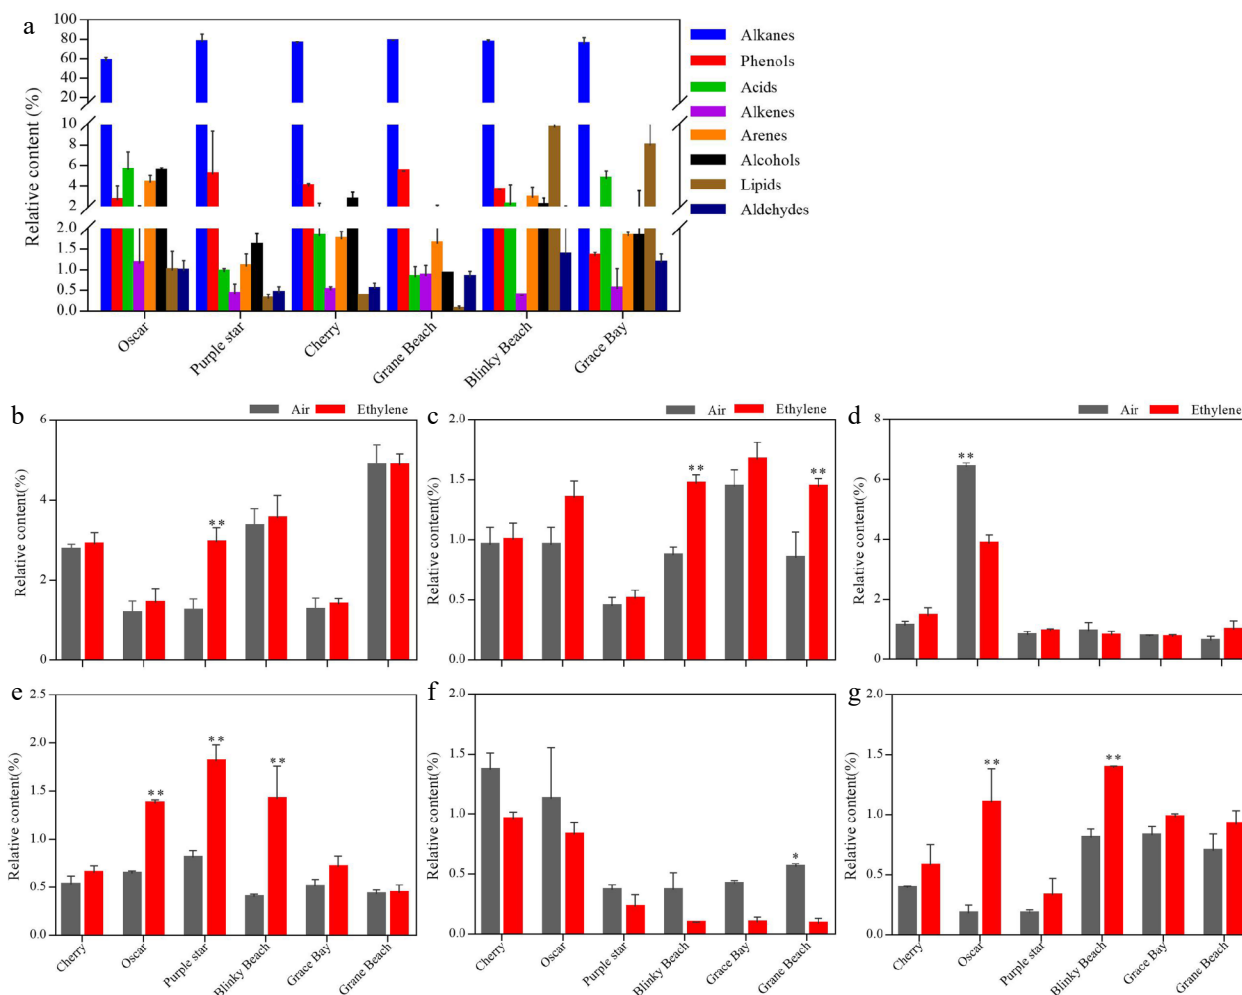 a
Relative content (%)
100
80
60
40
20
10
6
4
2
2.0
1.5
1.0
0.5
0.0
Oscar
Purple star
Cherry
Grane Beach
Blinky Beach
Grace Bay
Alkanes
Phenols
Acids
Alkenes
Arenes
Alcohols
Lipids
Aldehydes
b
Air Ethylene
Relative content(%)
6
4
2
0
**
c
Air Ethylene
Relative content(%)
2.0
1.5
1.0
0.5
0.0
**
**
d
Air Ethylene
Relative content(%)
8
6
4
2
0
**
e
Relative content(%)
2.5
2.0
1.5
1.0
0.5
0.0
**
**
**
Cherry
Oscar
Purple star
Blinky Beach
Grace Bay
Grane Beach
f
Relative content(%)
2.0
1.5
1.0
0.5
0.0
*
Cherry
Oscar
Purple star
Blinky Beach
Grace Bay
Grane Beach
g
Relative content(%)
2.0
1.5
1.0
0.5
0.0
**
**
Cherry
Oscar
Purple star
Blinky Beach
Grace Bay
Grane Beach